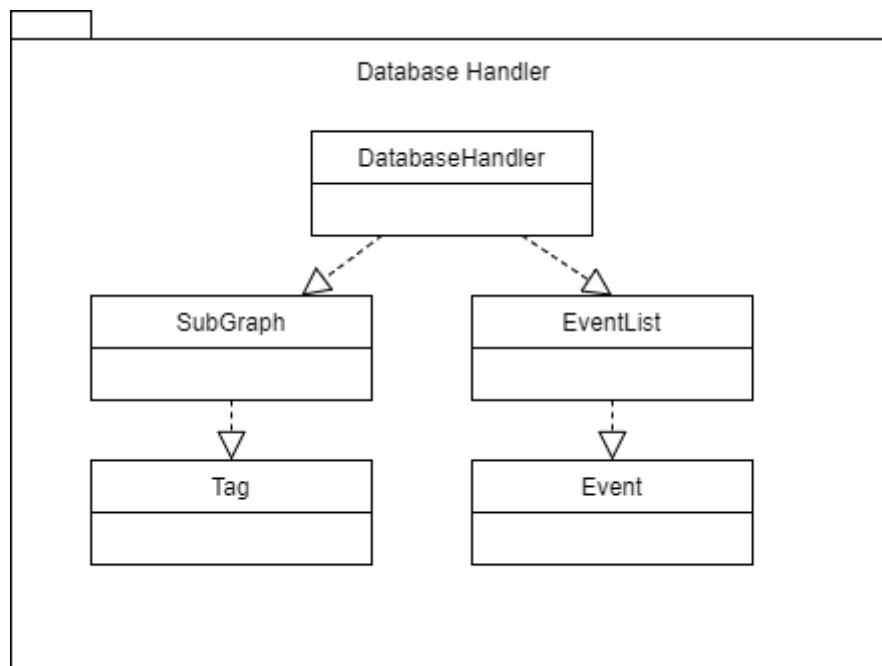 Database Handler
DatabaseHandler
SubGraph
EventList
Tag
Event